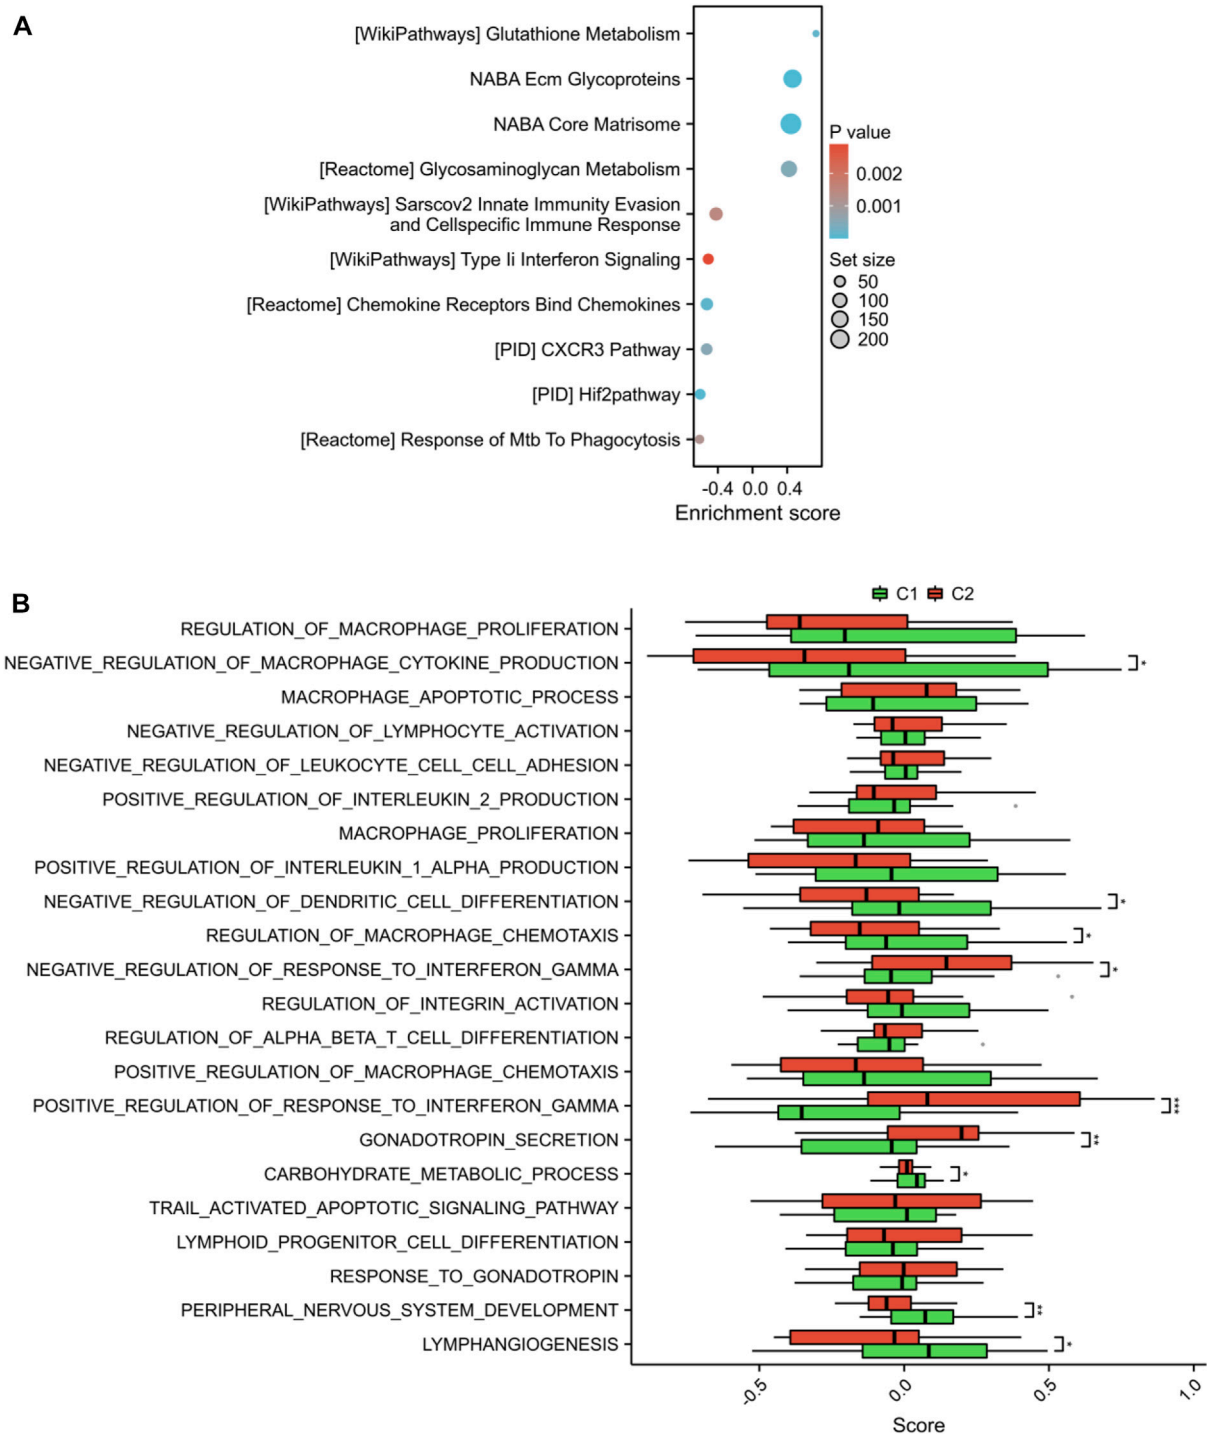 A
[WikiPathways] Glutathione Metabolism
NABA Ecm Glycoproteins
NABA Core Matrisome
[Reactome] Glycosaminoglycan Metabolism
[WikiPathways] Sarscov2 Innate Immunity Evasion
and Cellspecific Immune Response
[WikiPathways] Type Ii Interferon Signaling
[Reactome] Chemokine Receptors Bind Chemokines
[PID] CXCR3 Pathway
[PID] Hif2pathway
[Reactome] Response of Mtb To Phagocytosis
-0.4 0.0 0.4
Enrichment score
P value
0.002
0.001
Set size
50
100
150
200
B
C1 C2
REGULATION_OF_MACROPHAGE_PROLIFERATION
NEGATIVE_REGULATION_OF_MACROPHAGE_CYTOKINE_PRODUCTION *
MACROPHAGE_APOPTOTIC_PROCESS
NEGATIVE_REGULATION_OF_LYMPHOCYTE_ACTIVATION
NEGATIVE_REGULATION_OF_LEUKOCYTE_CELL_CELL_ADHESION
POSITIVE_REGULATION_OF_INTERLEUKIN_2_PRODUCTION
MACROPHAGE_PROLIFERATION
POSITIVE_REGULATION_OF_INTERLEUKIN_1_ALPHA_PRODUCTION
NEGATIVE_REGULATION_OF_DENDRITIC_CELL_DIFFERENTIATION *
REGULATION_OF_MACROPHAGE_CHEMOTAXIS *
NEGATIVE_REGULATION_OF_RESPONSE_TO_INTERFERON_GAMMA *
REGULATION_OF_INTEGRIN_ACTIVATION
REGULATION_OF_ALPHA_BETA_T_CELL_DIFFERENTIATION
POSITIVE_REGULATION_OF_MACROPHAGE_CHEMOTAXIS
POSITIVE_REGULATION_OF_RESPONSE_TO_INTERFERON_GAMMA ***
GONADOTROPIN_SECRETION **
CARBOHYDRATE_METABOLIC_PROCESS *
TRAIL_ACTIVATED_APOPTOTIC_SIGNALING_PATHWAY
LYMPHOID_PROGENITOR_CELL_DIFFERENTIATION
RESPONSE_TO_GONADOTROPIN
PERIPHERAL_NERVOUS_SYSTEM_DEVELOPMENT **
LYMPHANGIOGENESIS *
-0.5 0.0 0.5 1.0
Score